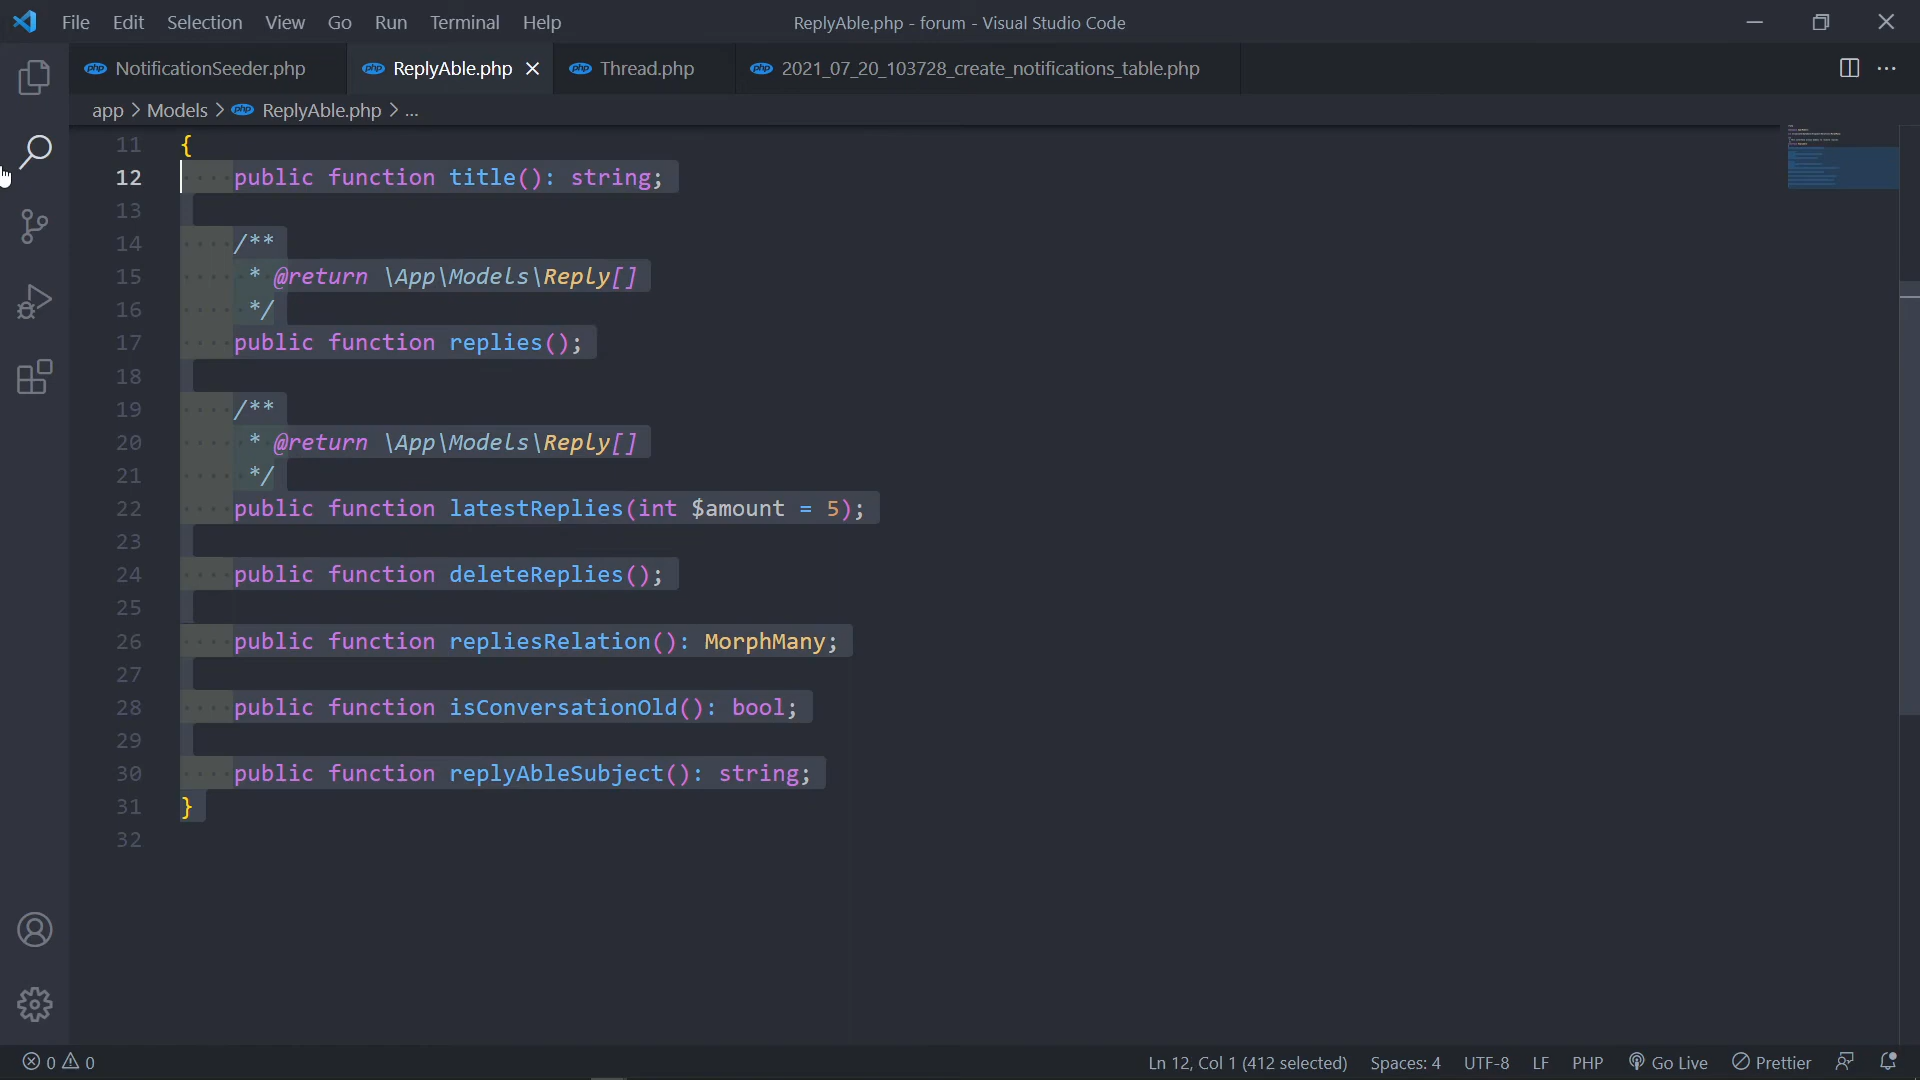 File Edit Selection View Go Run Terminal Help ReplyAble.php - forum - Visual Studio Code
php NotificationSeeder.php php ReplyAble.php php Thread.php php 2021_07_20_103728_create_notifications_table.php ...
app > Models > php ReplyAble.php > ...
11 {
12 ····public function title(): string;
13
14 ····/**
15 ·····* @return \App\Models\Reply[]
16 ·····*/
17 ····public function replies();
18
19 ····/**
20 ·····* @return \App\Models\Reply[]
21 ·····*/
22 ····public function latestReplies(int $amount = 5);
23
24 ····public function deleteReplies();
25
26 ····public function repliesRelation(): MorphMany;
27
28 ····public function isConversationOld(): bool;
29
30 ····public function replyAbleSubject(): string;
31 }
32
0 0 Ln 12, Col 1 (412 selected) Spaces: 4 UTF-8 LF PHP Go Live Prettier